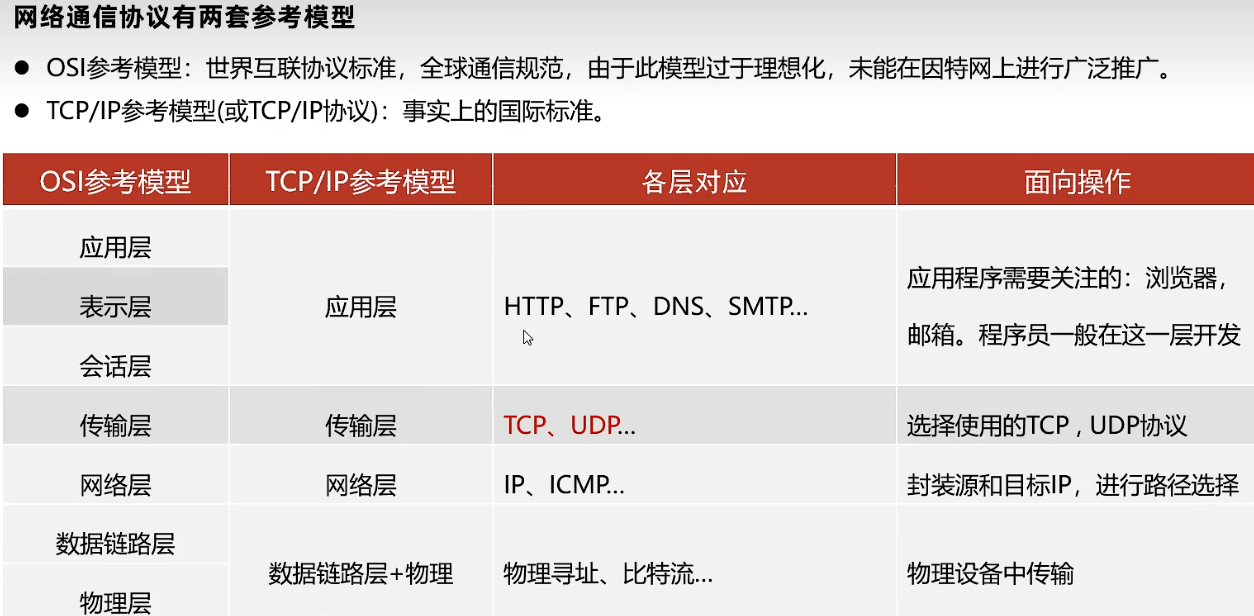 网络通信协议有两套参考模型
● OSI参考模型：世界互联协议标准，全球通信规范，由于此模型过于理想化，未能在因特网上进行广泛推广。
● TCP/IP参考模型(或TCP/IP协议)：事实上的国际标准。
OSI参考模型 TCP/IP参考模型 各层对应 面向操作
应用层
表示层
会话层
应用层
HTTP、FTP、DNS、SMTP...
应用程序需要关注的：浏览器，
邮箱。程序员一般在这一层开发
传输层 传输层 TCP、UDP... 选择使用的TCP , UDP协议
网络层 网络层 IP、ICMP... 封装源和目标IP，进行路径选择
数据链路层
物理层
数据链路层+物理
物理寻址、比特流...
物理设备中传输